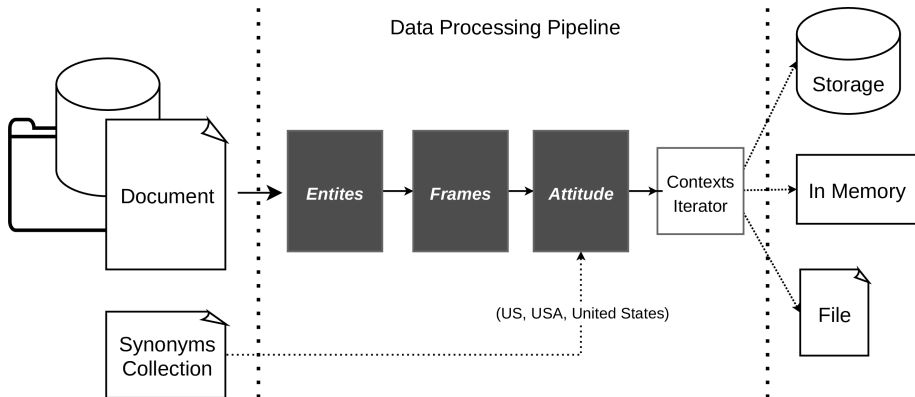 Data Processing Pipeline
Document
Entites
Frames
Attitude
Contexts
Iterator
Storage
In Memory
File
(US, USA, United States)
Synonyms
Collection